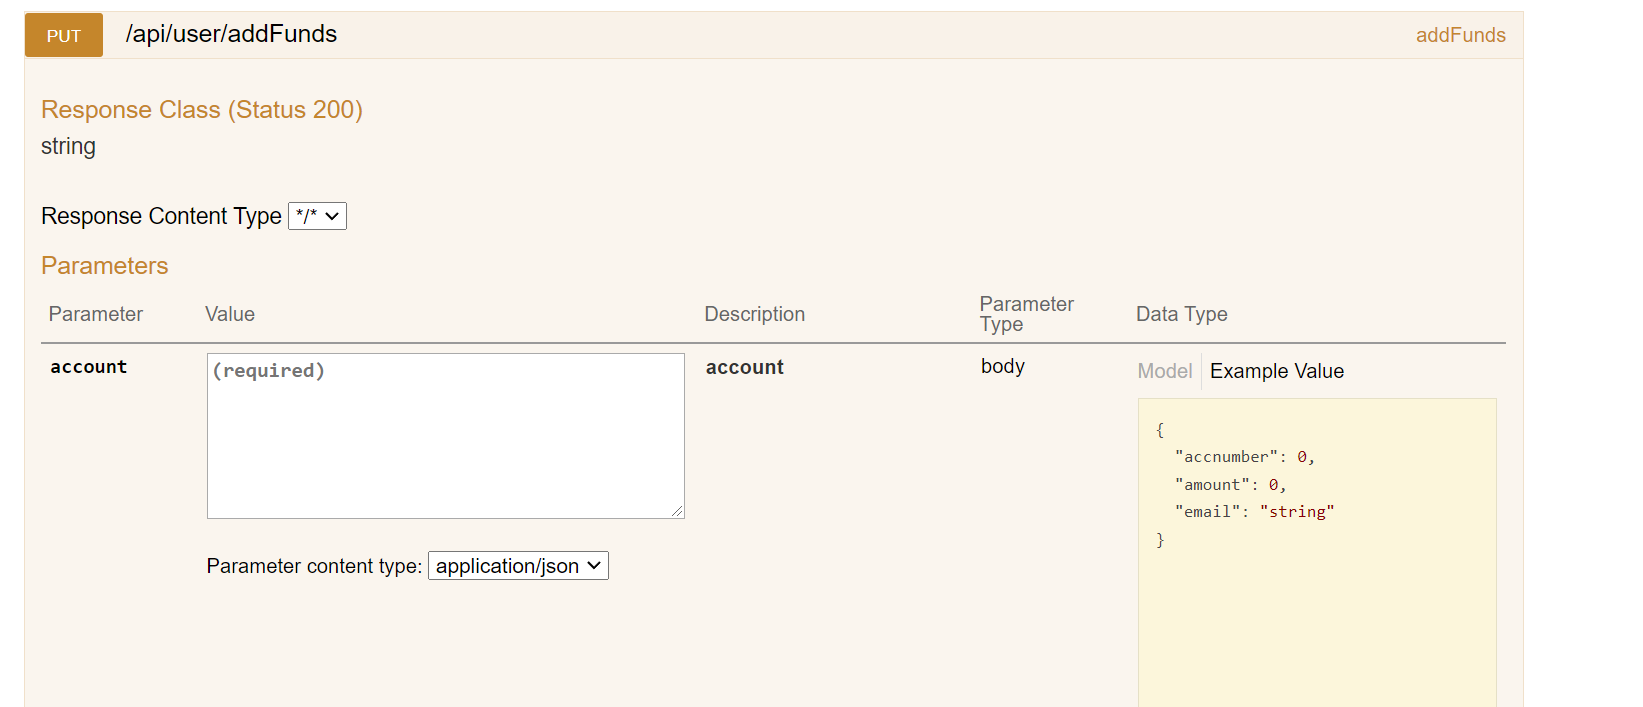 PUT /api/user/addFunds addFunds
Response Class (Status 200)
string
Response Content Type */*
Parameters
Parameter Value Description Parameter Type Data Type
account (required) account body Model Example Value
{
"accnumber": 0,
"amount": 0,
"email": "string"
}
Parameter content type: application/json